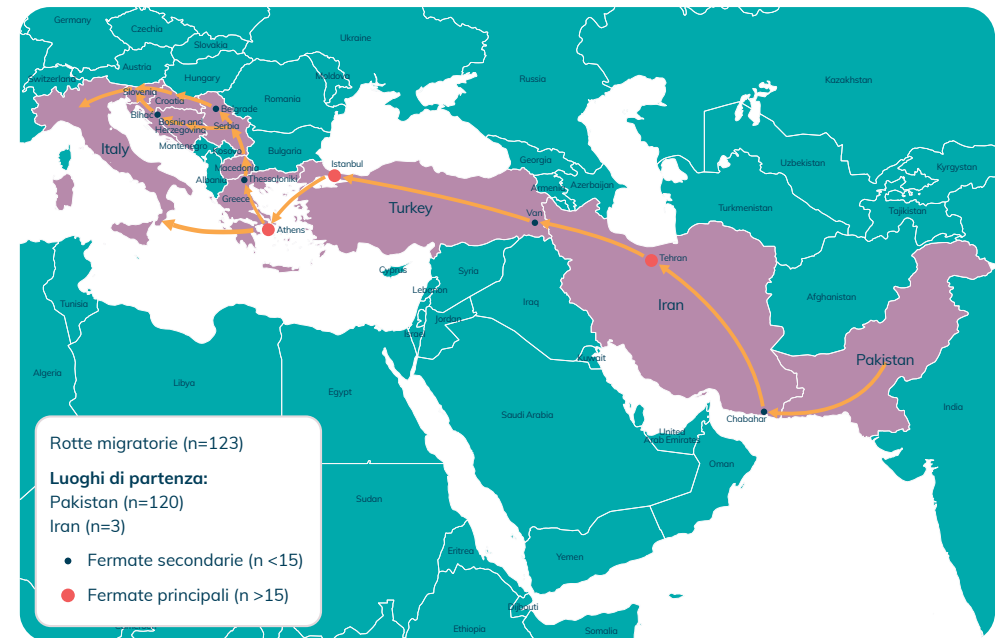 Germany
Czechia
Slovakia
Ukraine
Austria
Switzerland
Hungary
Moldova
Russia
Kazakhstan
Slovenia
Croatia
Romania
Belgrade
Bihać
Bosnia and
Herzegovina
Serbia
Italy
Montenegro
Kosovo
Bulgaria
Istanbul
Georgia
Uzbekistan
Kyrgystan
Macedonia
Albania
Thessaloniki
Armenia
Azerbaijan
Greece
Turkey
Van
Turkmenistan
Tajikistan
Athens
Tehran
Cyprus
Syria
Lebanon
Iraq
Iran
Afghanistan
Tunisia
Jordan
Israel
Kuwait
Pakistan
Algeria
Libya
Egypt
Saudi Arabia
Chabahar
India
United
Arab Emirates
Oman
Rotte migratorie (n=123)
Luoghi di partenza:
Pakistan (n=120)
Iran (n=3)
Fermate secondarie (n <15)
Fermate principali (n >15)
Sudan
Eritrea
Yemen
Djibouti
Ethiopia
Somalia